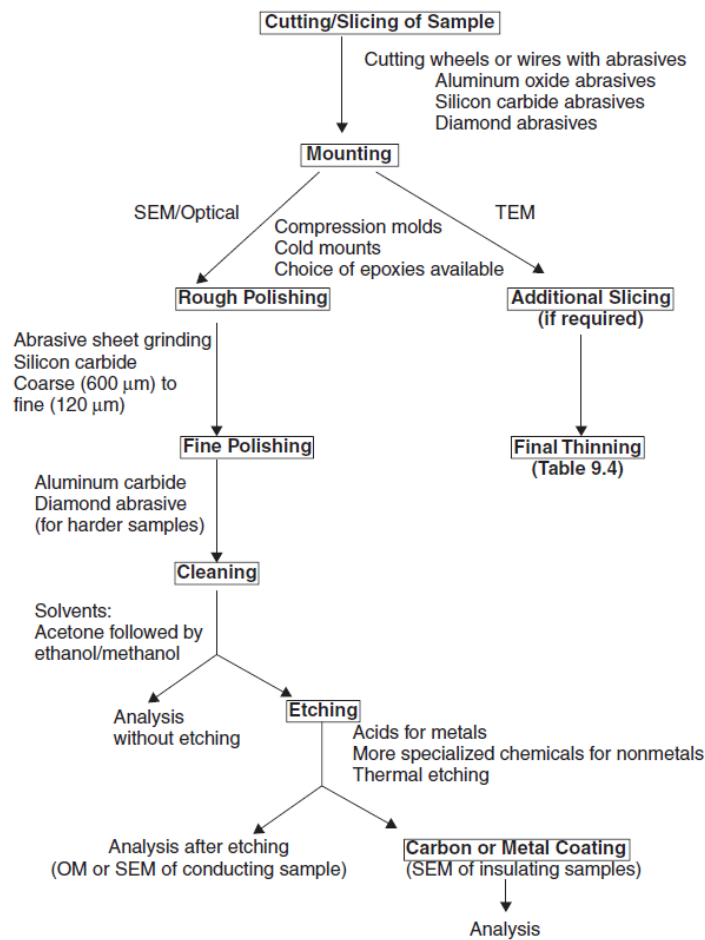 Cutting/Slicing of Sample
Cutting wheels or wires with abrasives
Aluminum oxide abrasives
Silicon carbide abrasives
Diamond abrasives
Mounting
SEM/Optical
TEM
Compression molds
Cold mounts
Choice of epoxies available
Rough Polishing
Additional Slicing
(if required)
Abrasive sheet grinding
Silicon carbide
Coarse (600 μm) to
fine (120 μm)
Fine Polishing
Final Thinning
(Table 9.4)
Aluminum carbide
Diamond abrasive
(for harder samples)
Cleaning
Solvents:
Acetone followed by
ethanol/methanol
Analysis
without etching
Etching
Acids for metals
More specialized chemicals for nonmetals
Thermal etching
Analysis after etching
(OM or SEM of conducting sample)
Carbon or Metal Coating
(SEM of insulating samples)
Analysis